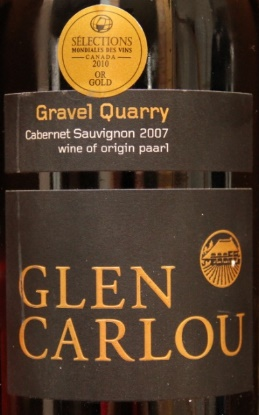 SÉLECTIONS
MONDIALES DES VINS
CANADA
2010
OR
GOLD
Gravel Quarry
Cabernet Sauvignon 2007
wine of origin paarl
GLEN
CARLOU